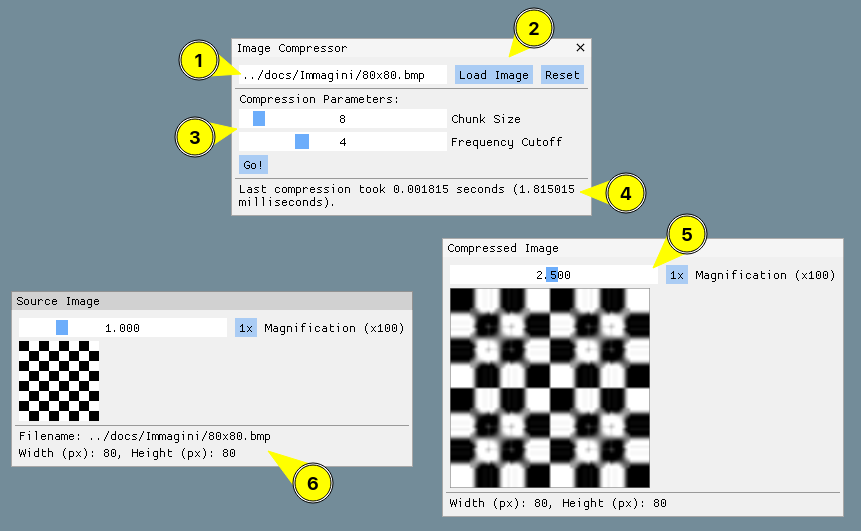 1
2
Image Compressor
../docs/Immagini/80x80.bmp
Load Image
Reset
3
Compression Parameters:
8
Chunk Size
4
Frequency Cutoff
Go!
Last compression took 0.001815 seconds (1.815015
milliseconds).
4
5
Compressed Image
2.500
1x
Magnification (x100)
Width (px): 80, Height (px): 80
Source Image
1.000
1x
Magnification (x100)
Filename: ../docs/Immagini/80x80.bmp
Width (px): 80, Height (px): 80
6